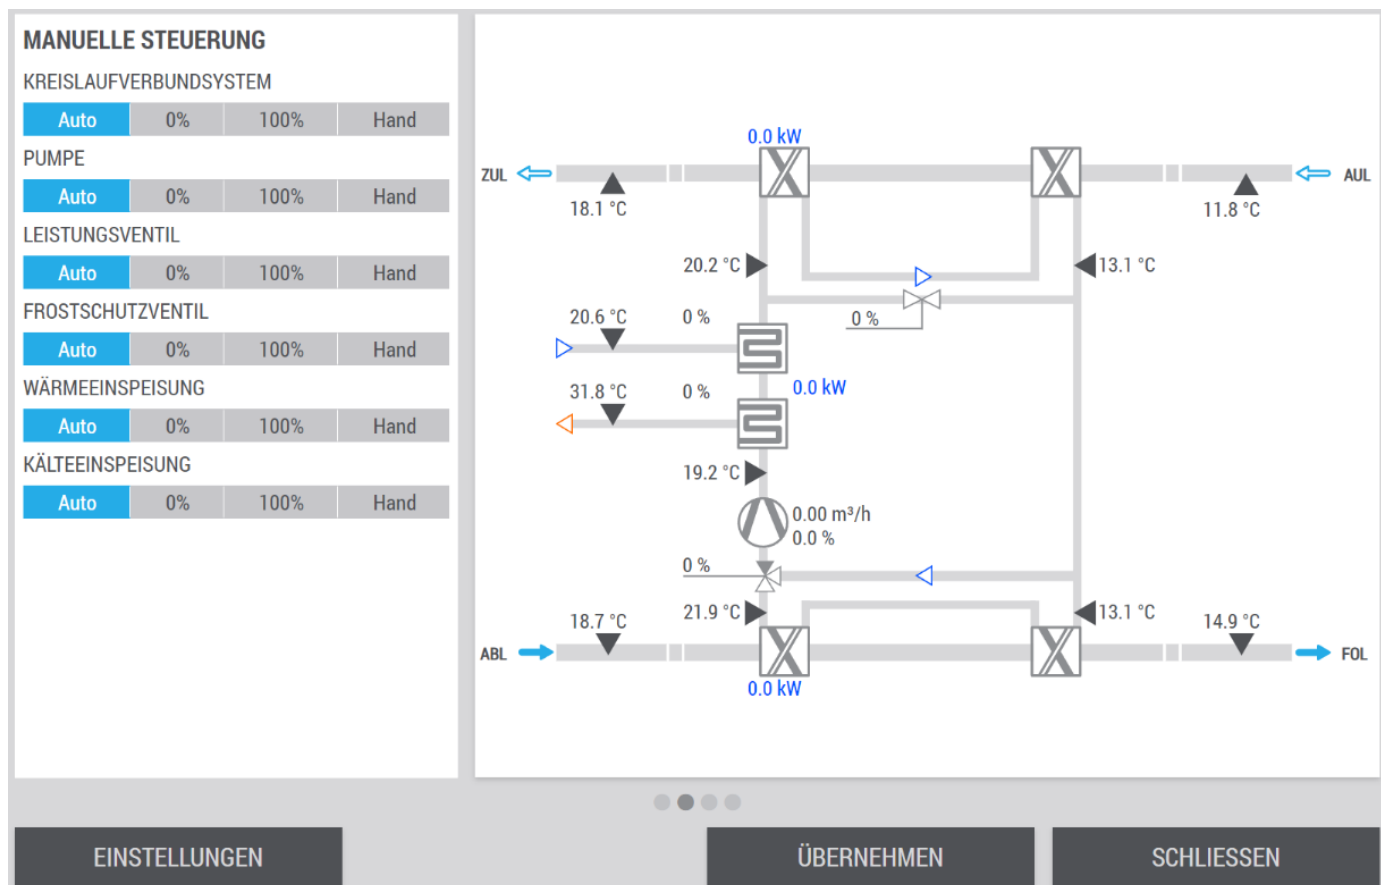 MANUELLE STEUERUNG
KREISLAUFVERBUNDSYSTEM
Auto 0% 100% Hand
PUMPE
Auto 0% 100% Hand
LEISTUNGSVENTIL
Auto 0% 100% Hand
FROSTSCHUTZVENTIL
Auto 0% 100% Hand
WÄRMEEINSPEISUNG
Auto 0% 100% Hand
KÄLTEEINSPEISUNG
Auto 0% 100% Hand
0.0 kW
ZUL AUL
18.1 °C 11.8 °C
20.2 °C 13.1 °C
20.6 °C 0 % 0 %
31.8 °C 0 % 0.0 kW
19.2 °C
0.00 m³/h
0.0 %
0 %
21.9 °C 13.1 °C
18.7 °C 14.9 °C
ABL FOL
0.0 kW
EINSTELLUNGEN ÜBERNEHMEN SCHLIESSEN